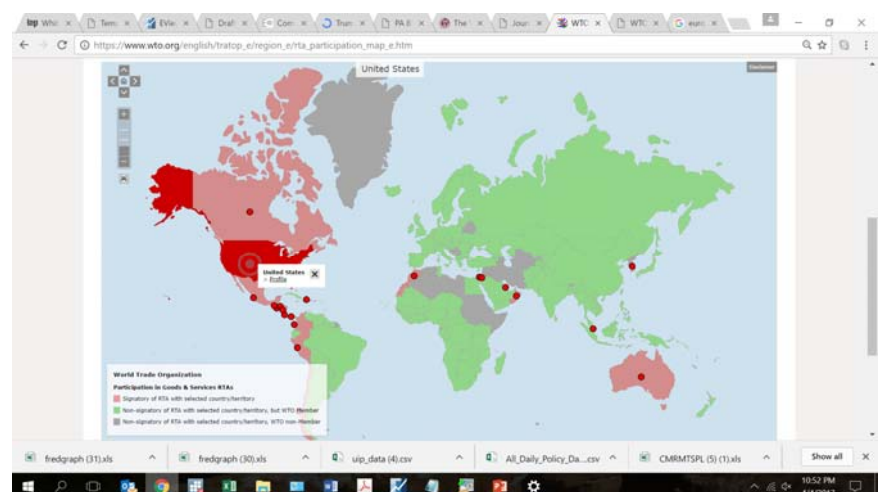 Whit
Tem
EVie
Draft
Com
Trum
PA 8
The
Jour
WTO
WTC
euro
https://www.wto.org/english/tratop_e/region_e/rta_participation_map_e.htm
United States
Disclaimer
United States
Profile
World Trade Organization
Participation in Goods & Services RTAs
Signatory of RTA with selected country/territory
Non-signatory of RTA with selected country/territory, but WTO Member
Non-signatory of RTA with selected country/territory, WTO non-Member
fredgraph (31).xls
fredgraph (30).xls
uip_data (4).csv
All_Daily_Policy_Da....csv
CMRMTSPL (5) (1).xls
Show all
10:52 PM